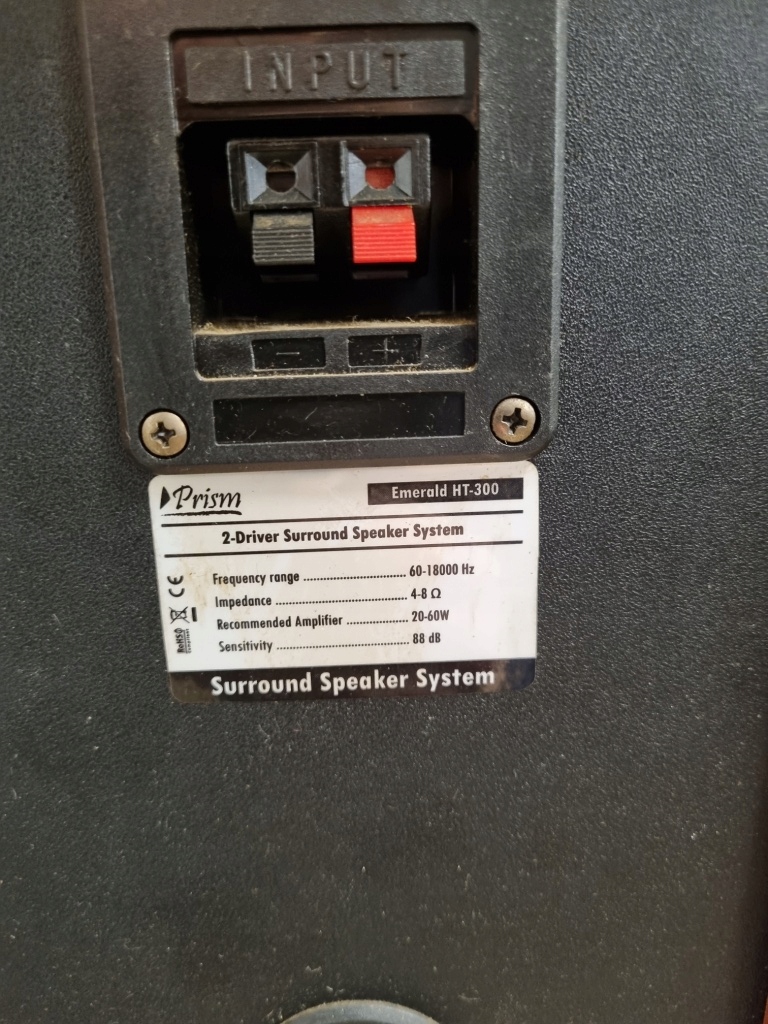 INPUT
- +
Prism
Emerald HT-300
2-Driver Surround Speaker System
Frequency range .................................. 60-18000 Hz
Impedance ........................................... 4-8 Ω
Recommended Amplifier .................... 20-60W
Sensitivity ............................................ 88 dB
CE
RoHS
Compliant
Surround Speaker System